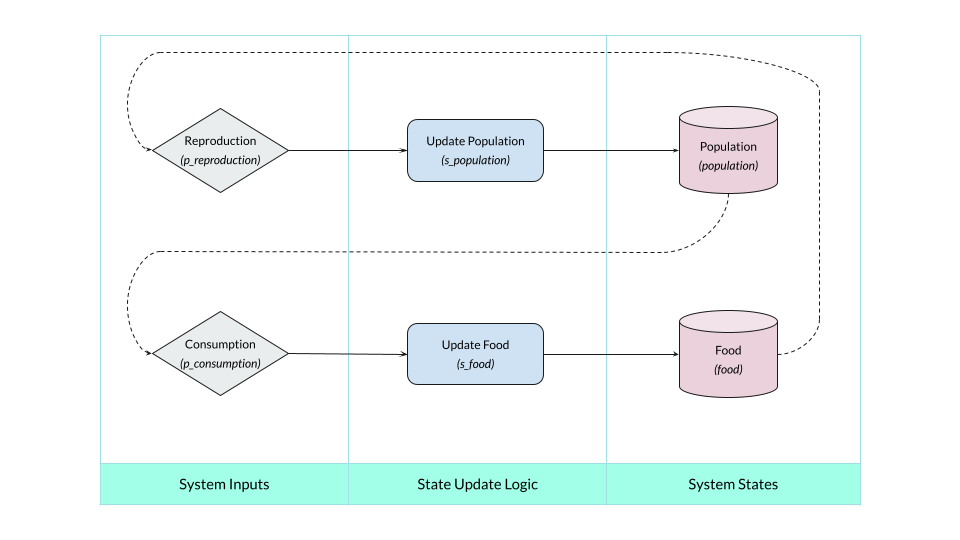 Reproduction
(p_reproduction)
Update Population
(s_population)
Population
(population)
Consumption
(p_consumption)
Update Food
(s_food)
Food
(food)
System Inputs
State Update Logic
System States